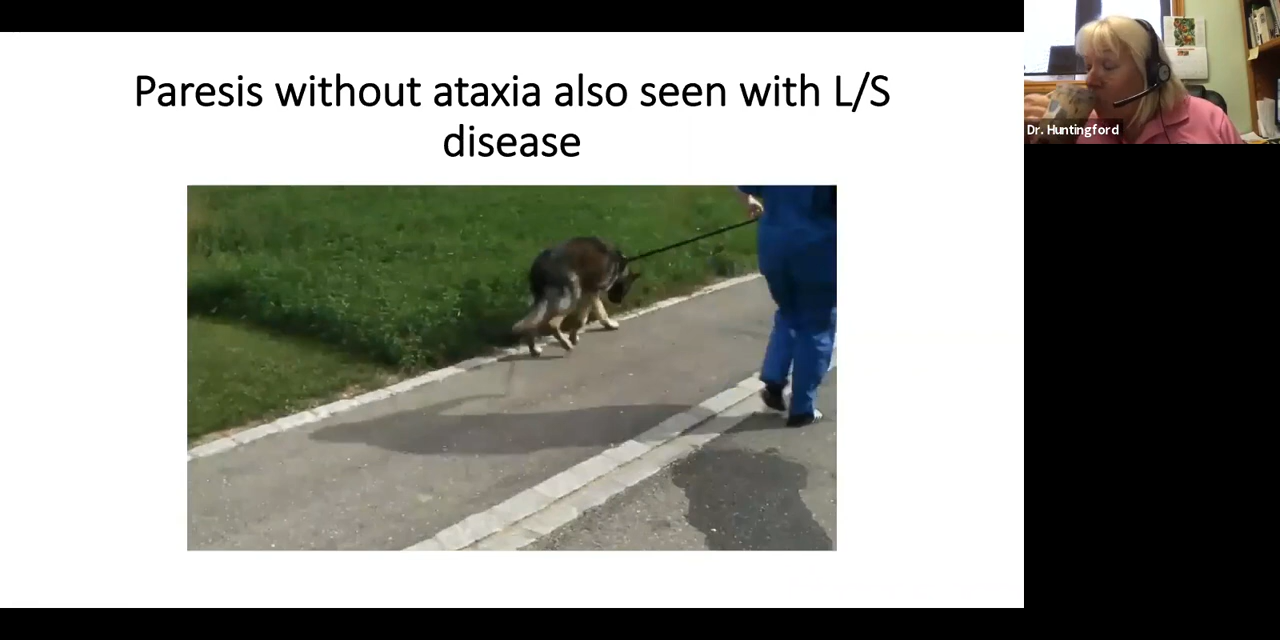 Paresis without ataxia also seen with L/S
disease
Dr. Huntingford